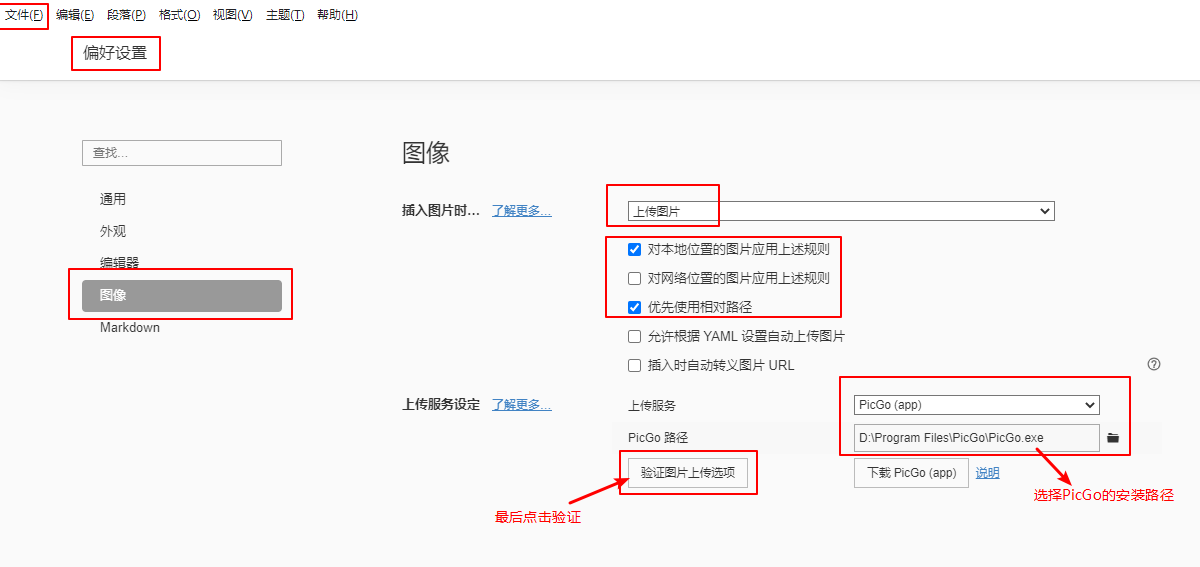 文件(F) 编辑(E) 段落(P) 格式(O) 视图(V) 主题(T) 帮助(H)
偏好设置
查找...
通用
外观
编辑器
图像
Markdown
图像
插入图片时... 了解更多... 上传图片
对本地位置的图片应用上述规则
对网络位置的图片应用上述规则
优先使用相对路径
允许根据 YAML 设置自动上传图片
插入时自动转义图片 URL
上传服务设定 了解更多... 上传服务 PicGo (app)
PicGo 路径 D:\Program Files\PicGo\PicGo.exe
验证图片上传选项 下载 PicGo (app) 说明
选择PicGo的安装路径
最后点击验证